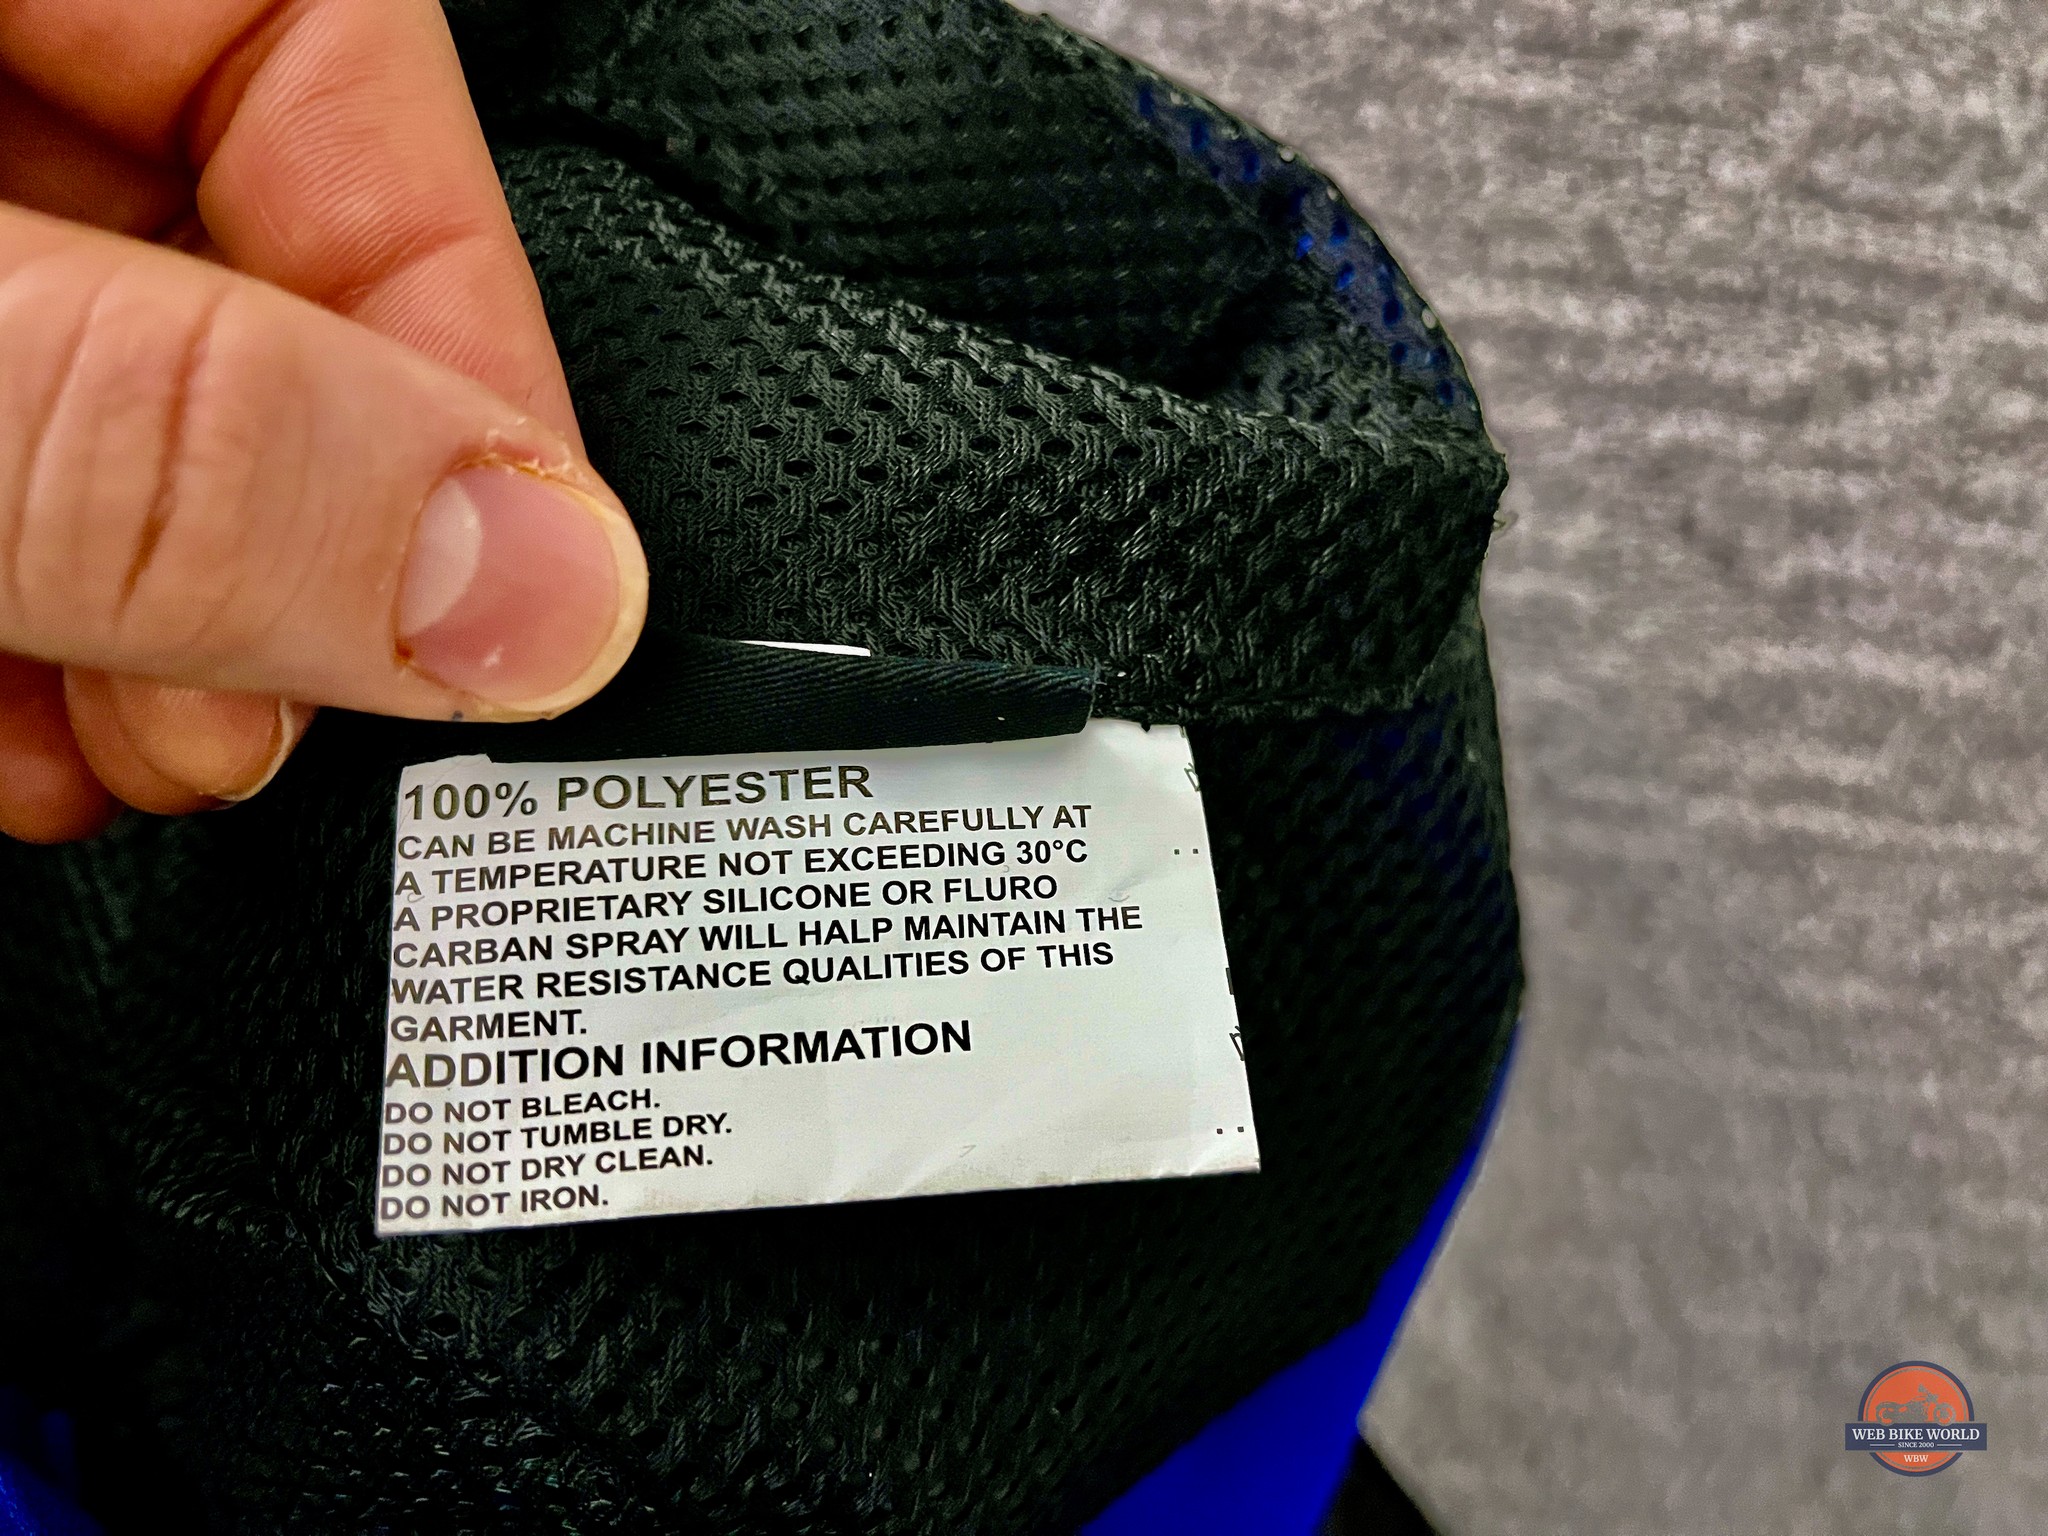 100% POLYESTER
CAN BE MACHINE WASH CAREFULLY AT
A TEMPERATURE NOT EXCEEDING 30°C
A PROPRIETARY SILICONE OR FLURO
CARBAN SPRAY WILL HALP MAINTAIN THE
WATER RESISTANCE QUALITIES OF THIS
GARMENT.
ADDITION INFORMATION
DO NOT BLEACH.
DO NOT TUMBLE DRY.
DO NOT DRY CLEAN.
DO NOT IRON.
WEB BIKE WORLD
SINCE 2000
WBW